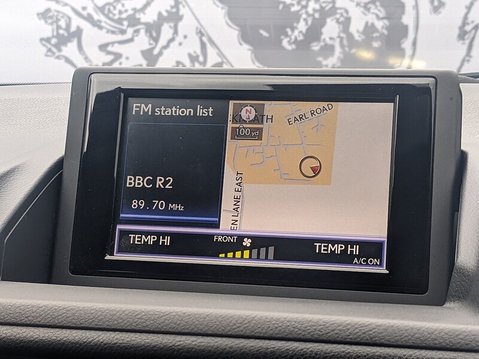 FM station list
BBC R2
89.70 MHz
N
100 yd
EARL ROAD
EN LANE EAST
TEMP HI
FRONT
TEMP HI
A/C ON